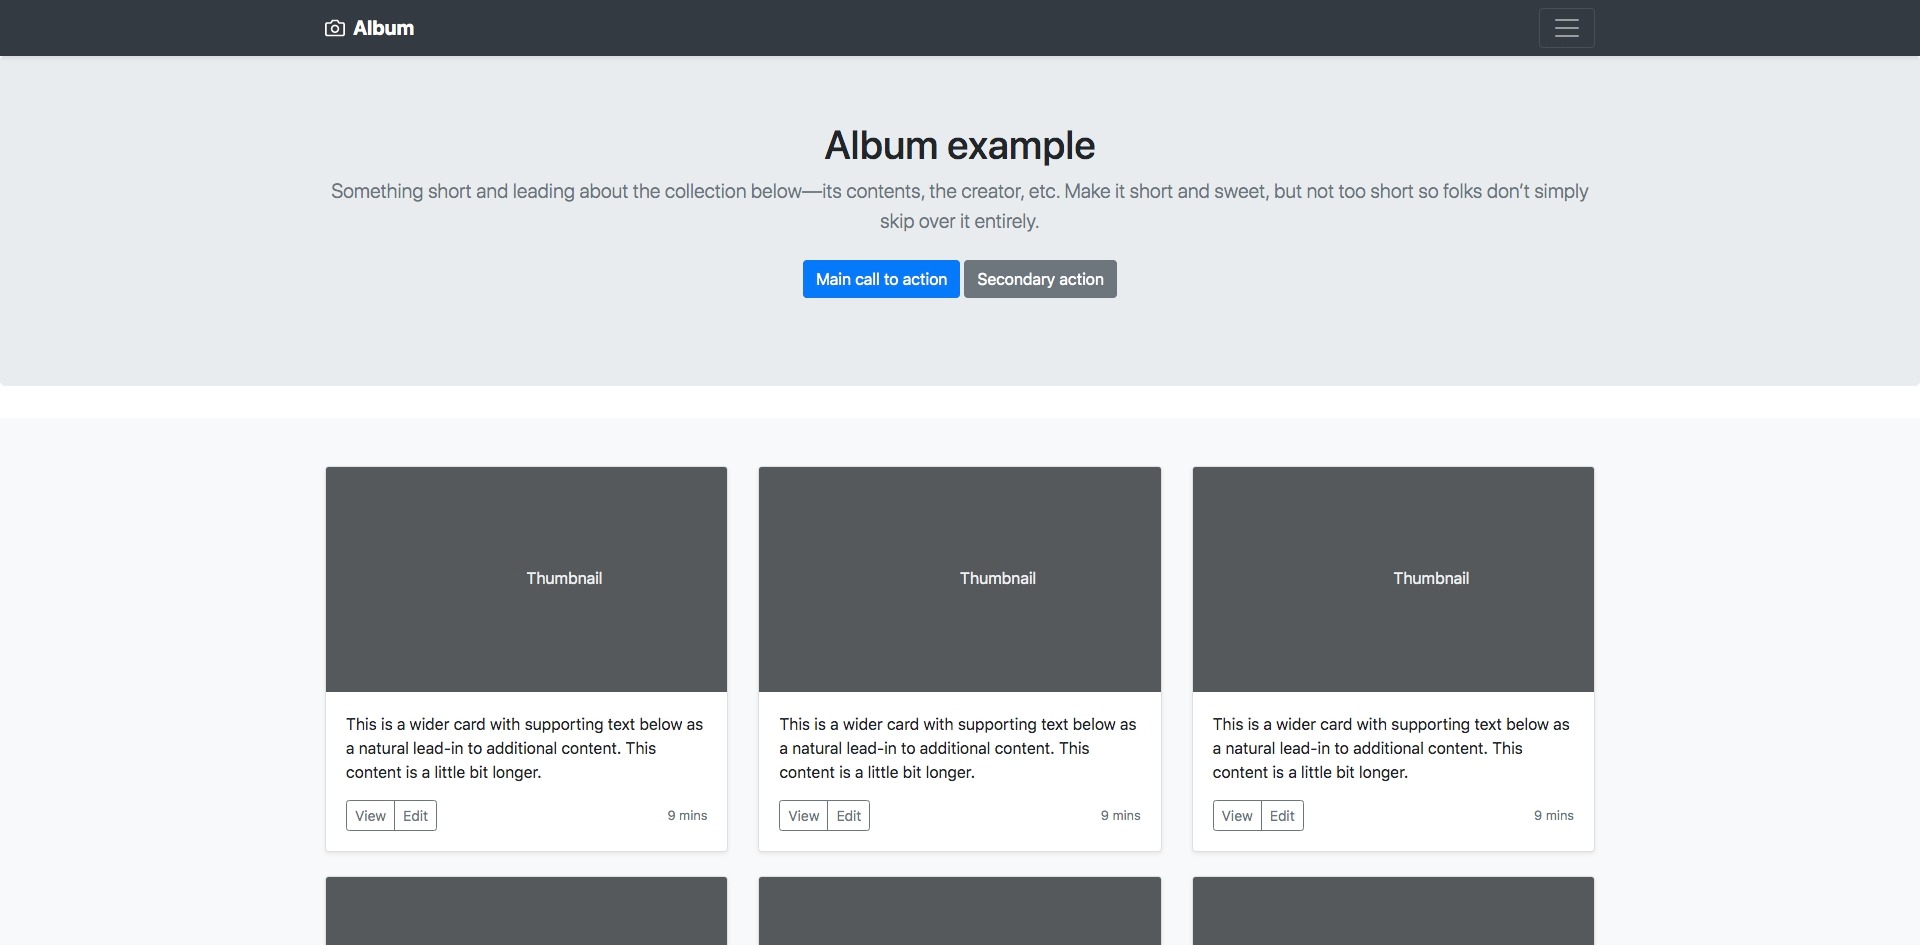 Album
Album example
Something short and leading about the collection below—its contents, the creator, etc. Make it short and sweet, but not too short so folks don’t simply
skip over it entirely.
Main call to action Secondary action
Thumbnail
Thumbnail
Thumbnail
This is a wider card with supporting text below as
a natural lead-in to additional content. This
content is a little bit longer.
View Edit 9 mins
This is a wider card with supporting text below as
a natural lead-in to additional content. This
content is a little bit longer.
View Edit 9 mins
This is a wider card with supporting text below as
a natural lead-in to additional content. This
content is a little bit longer.
View Edit 9 mins